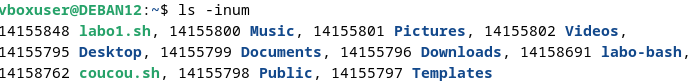 vboxuser@DEBAN12:~$ ls -inum
14155848 labo1.sh, 14155800 Music, 14155801 Pictures, 14155802 Videos,
14155795 Desktop, 14155799 Documents, 14155796 Downloads, 14158691 labo-bash,
14158762 coucou.sh, 14155798 Public, 14155797 Templates